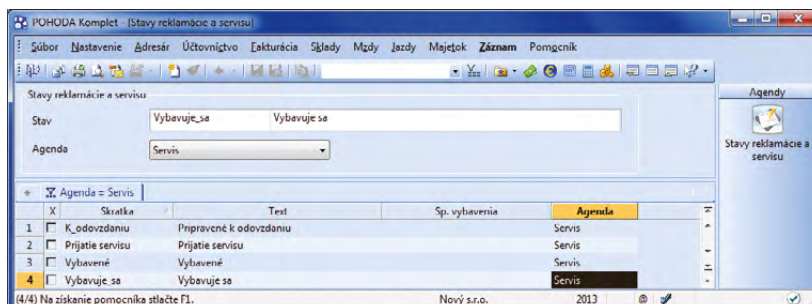 POHODA Komplet - [Stavy reklamácie a servisu]
Súbor Nastavenie Adresár Účtovníctvo Fakturácia Sklady Mzdy Jazdy Majetok Záznam Pomocník
Stavy reklamácie a servisu
Stav Vybavuje_sa Vybavuje sa
Agenda Servis
Agendy
Stavy reklamácie a servisu
Agenda = Servis
X Skratka Text Sp. vybavenia Agenda
1 K_odovzdaniu Pripravené k odovzdaniu Servis
2 Prijatie servisu Prijatie servisu Servis
3 Vybavené Vybavené Servis
4 Vybavuje_sa Vybavuje sa Servis
(4/4) Na získanie pomocníka stlačte F1. Nový s.r.o. 2013 @